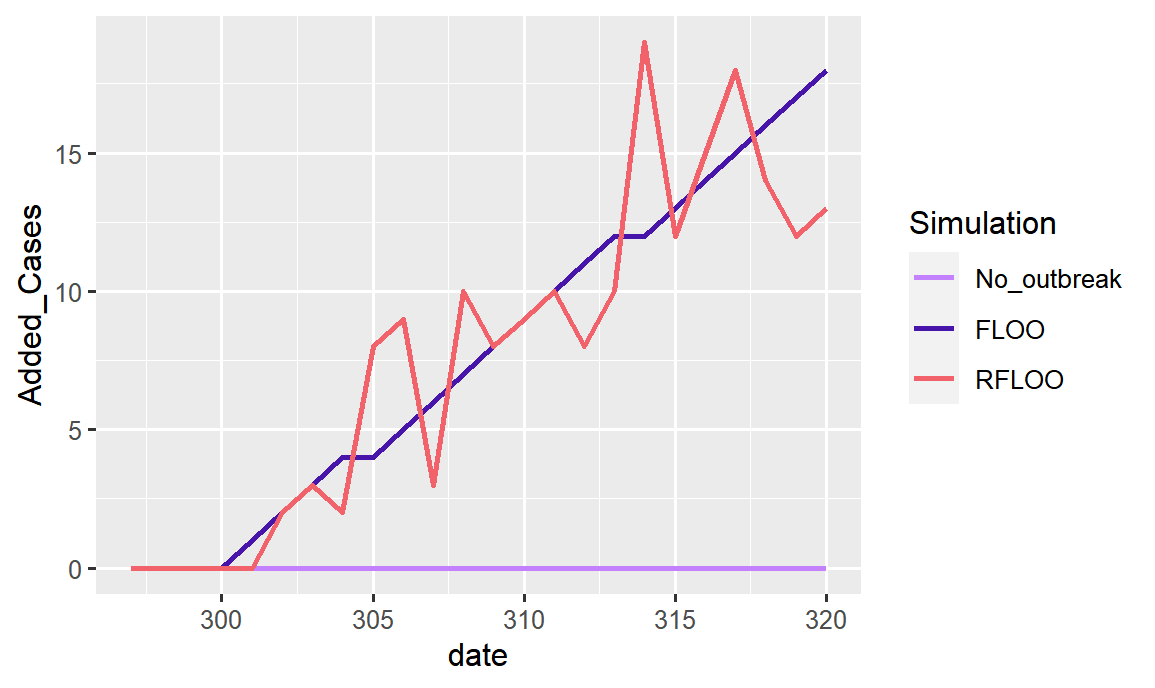 Added_Cases
15
10
5
0
300 305 310 315 320
date
Simulation
No_outbreak
FLOO
RFLOO